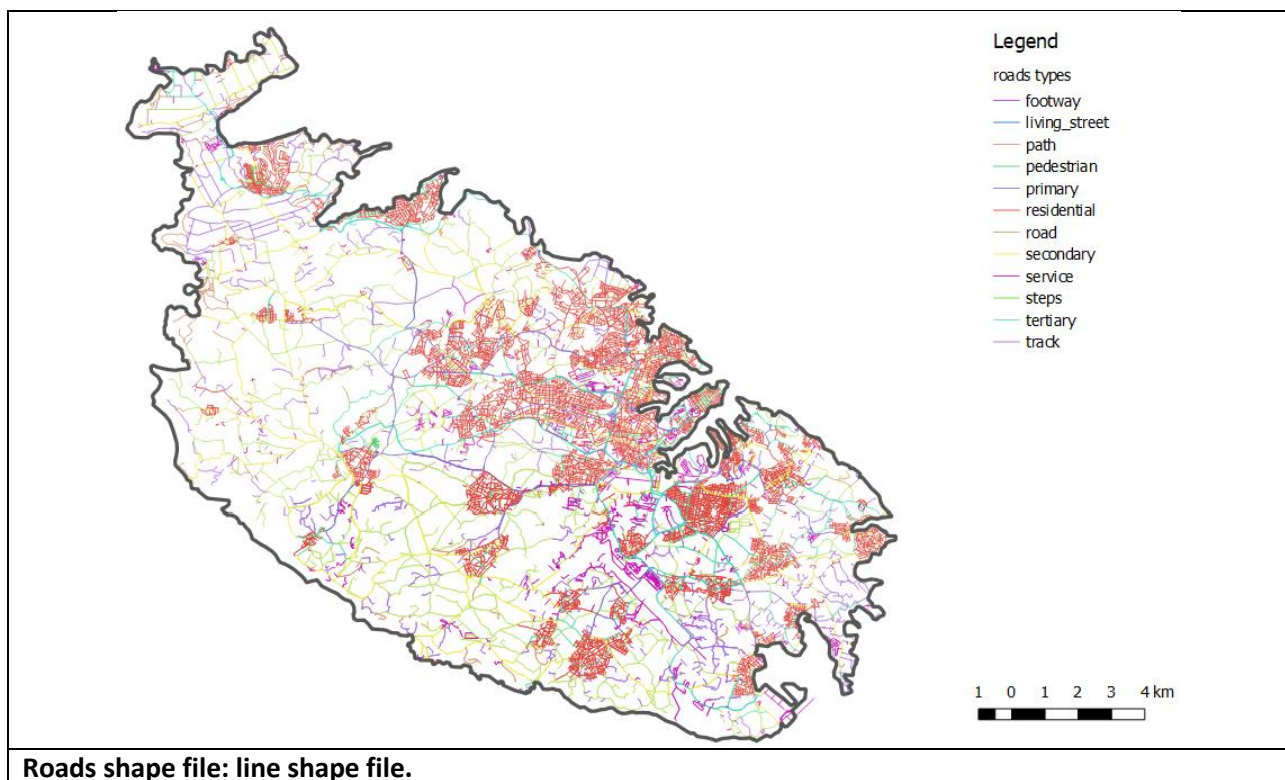 Legend
roads types
footway
living_street
path
pedestrian
primary
residential
road
secondary
service
steps
tertiary
track
1 0 1 2 3 4 km
Roads shape file: line shape file.